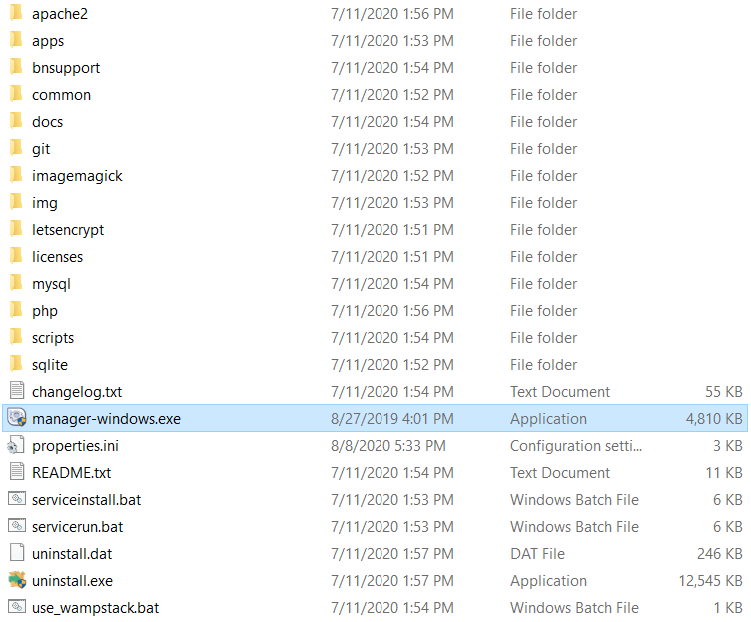 apache2 7/11/2020 1:56 PM File folder
apps 7/11/2020 1:53 PM File folder
bnsupport 7/11/2020 1:54 PM File folder
common 7/11/2020 1:52 PM File folder
docs 7/11/2020 1:54 PM File folder
git 7/11/2020 1:53 PM File folder
imagemagick 7/11/2020 1:52 PM File folder
img 7/11/2020 1:53 PM File folder
letsencrypt 7/11/2020 1:51 PM File folder
licenses 7/11/2020 1:51 PM File folder
mysql 7/11/2020 1:54 PM File folder
php 7/11/2020 1:56 PM File folder
scripts 7/11/2020 1:54 PM File folder
sqlite 7/11/2020 1:52 PM File folder
changelog.txt 7/11/2020 1:54 PM Text Document 55 KB
manager-windows.exe 8/27/2019 4:01 PM Application 4,810 KB
properties.ini 8/8/2020 5:33 PM Configuration setti... 3 KB
README.txt 7/11/2020 1:54 PM Text Document 11 KB
serviceinstall.bat 7/11/2020 1:53 PM Windows Batch File 6 KB
servicerun.bat 7/11/2020 1:53 PM Windows Batch File 6 KB
uninstall.dat 7/11/2020 1:57 PM DAT File 246 KB
uninstall.exe 7/11/2020 1:57 PM Application 12,545 KB
use_wampstack.bat 7/11/2020 1:54 PM Windows Batch File 1 KB